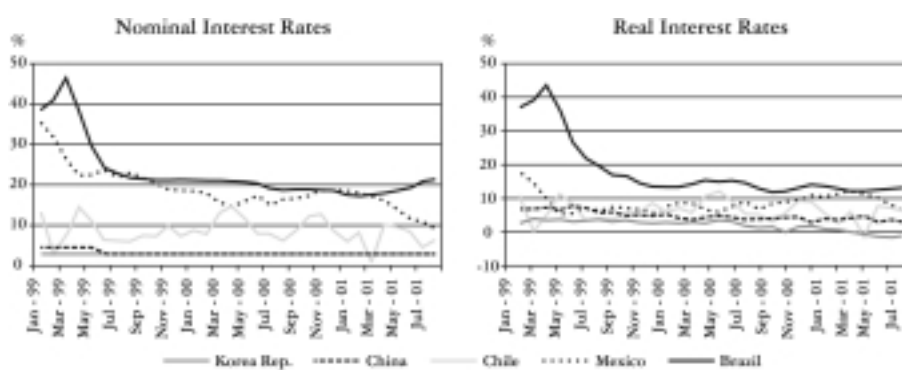 Nominal Interest Rates
%
50
40
30
20
10
0
Jan - 99
Mar - 99
May - 99
Jul - 99
Sep - 99
Nov - 99
Jan - 00
Mar - 00
May - 00
Jul - 00
Sep - 00
Nov - 00
Jan - 01
Mar - 01
May - 01
Jul - 01
Real Interest Rates
%
50
40
30
20
10
0
-10
Jan - 99
Mar - 99
May - 99
Jul - 99
Sep - 99
Nov - 99
Jan - 00
Mar - 00
May - 00
Jul - 00
Sep - 00
Nov - 00
Jan - 01
Mar - 01
May - 01
Jul - 01
Korea Rep. China Chile Mexico Brazil